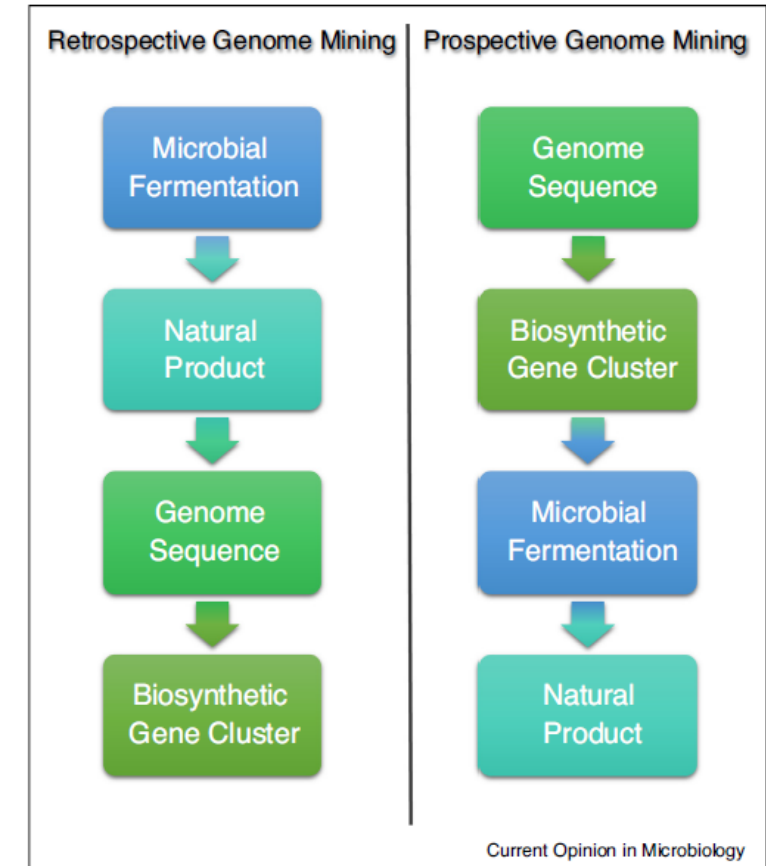 Retrospective Genome Mining
Microbial
Fermentation
Natural
Product
Genome
Sequence
Biosynthetic
Gene Cluster
Prospective Genome Mining
Genome
Sequence
Biosynthetic
Gene Cluster
Microbial
Fermentation
Natural
Product
Current Opinion in Microbiology